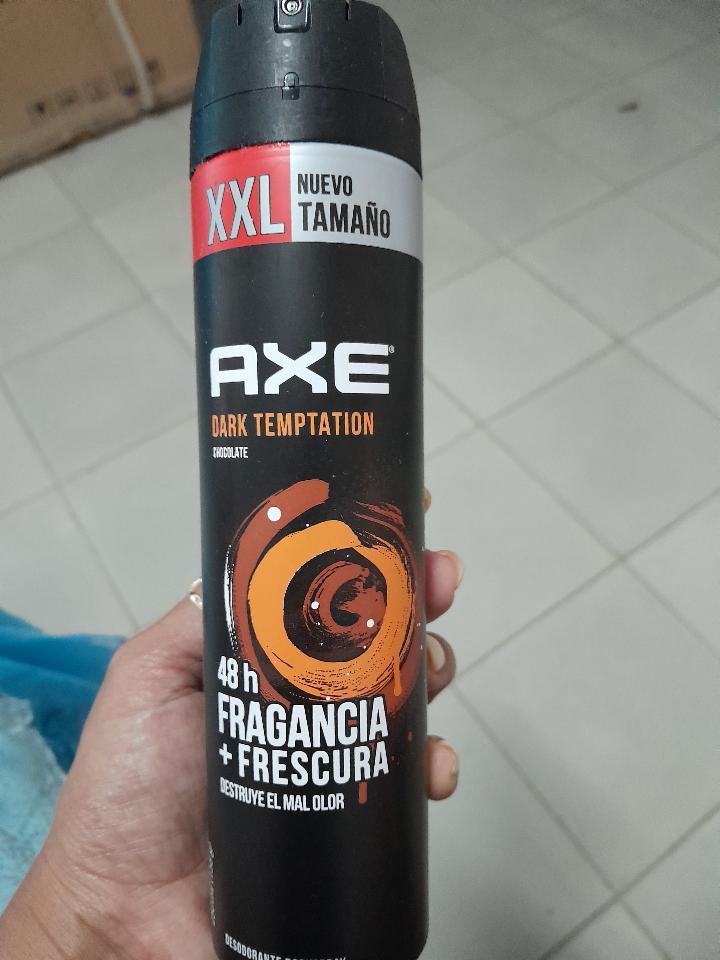 XXL
NUEVO
TAMAÑO
AXE®
DARK TEMPTATION
CHOCOLATE
48 h
FRAGANCIA
+ FRESCURA
DESTRUYE EL MAL OLOR
DESODORANTE